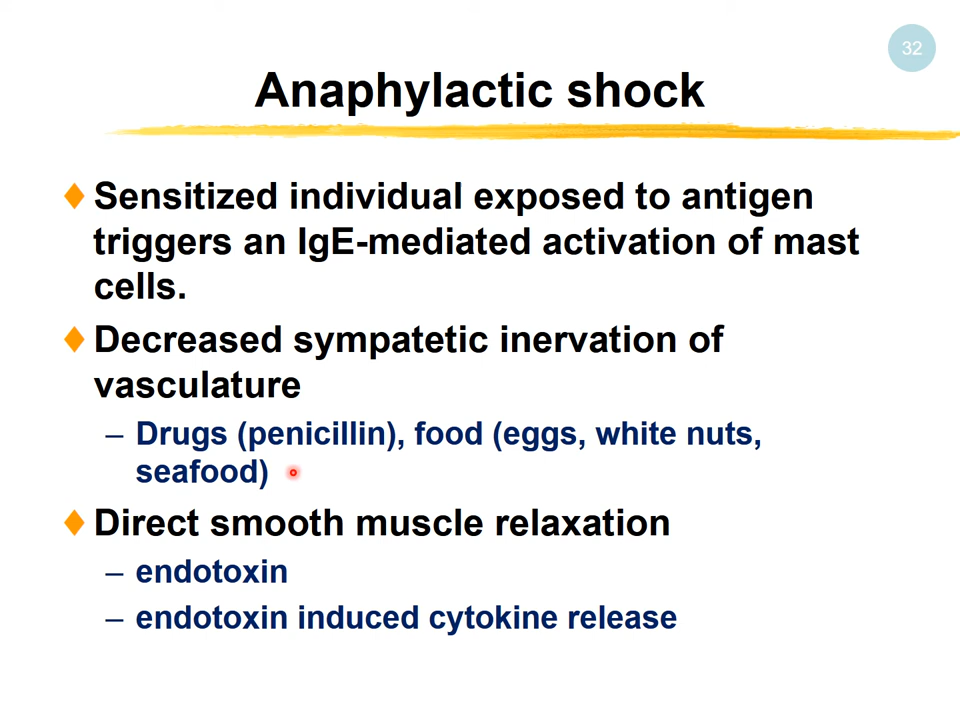 32
Anaphylactic shock
Sensitized individual exposed to antigen
triggers an IgE-mediated activation of mast
cells.
Decreased sympatetic inervation of
vasculature
– Drugs (penicillin), food (eggs, white nuts,
seafood)
Direct smooth muscle relaxation
– endotoxin
– endotoxin induced cytokine release